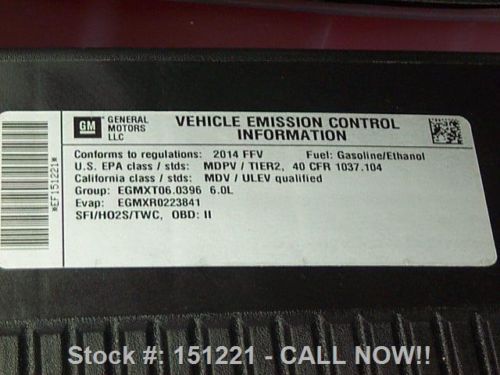 GM
GENERAL
MOTORS
LLC
VEHICLE EMISSION CONTROL
INFORMATION
*EF151221*
Conforms to regulations: 2014 FFV Fuel: Gasoline/Ethanol
U.S. EPA class / stds: MDPV / TIER2, 40 CFR 1037.104
California class / stds: MDV / ULEV qualified
Group: EGMXT06.0396 6.0L
Evap: EGMXR0223841
SFI/HO2S/TWC, OBD: II
Stock #: 151221 - CALL NOW!!